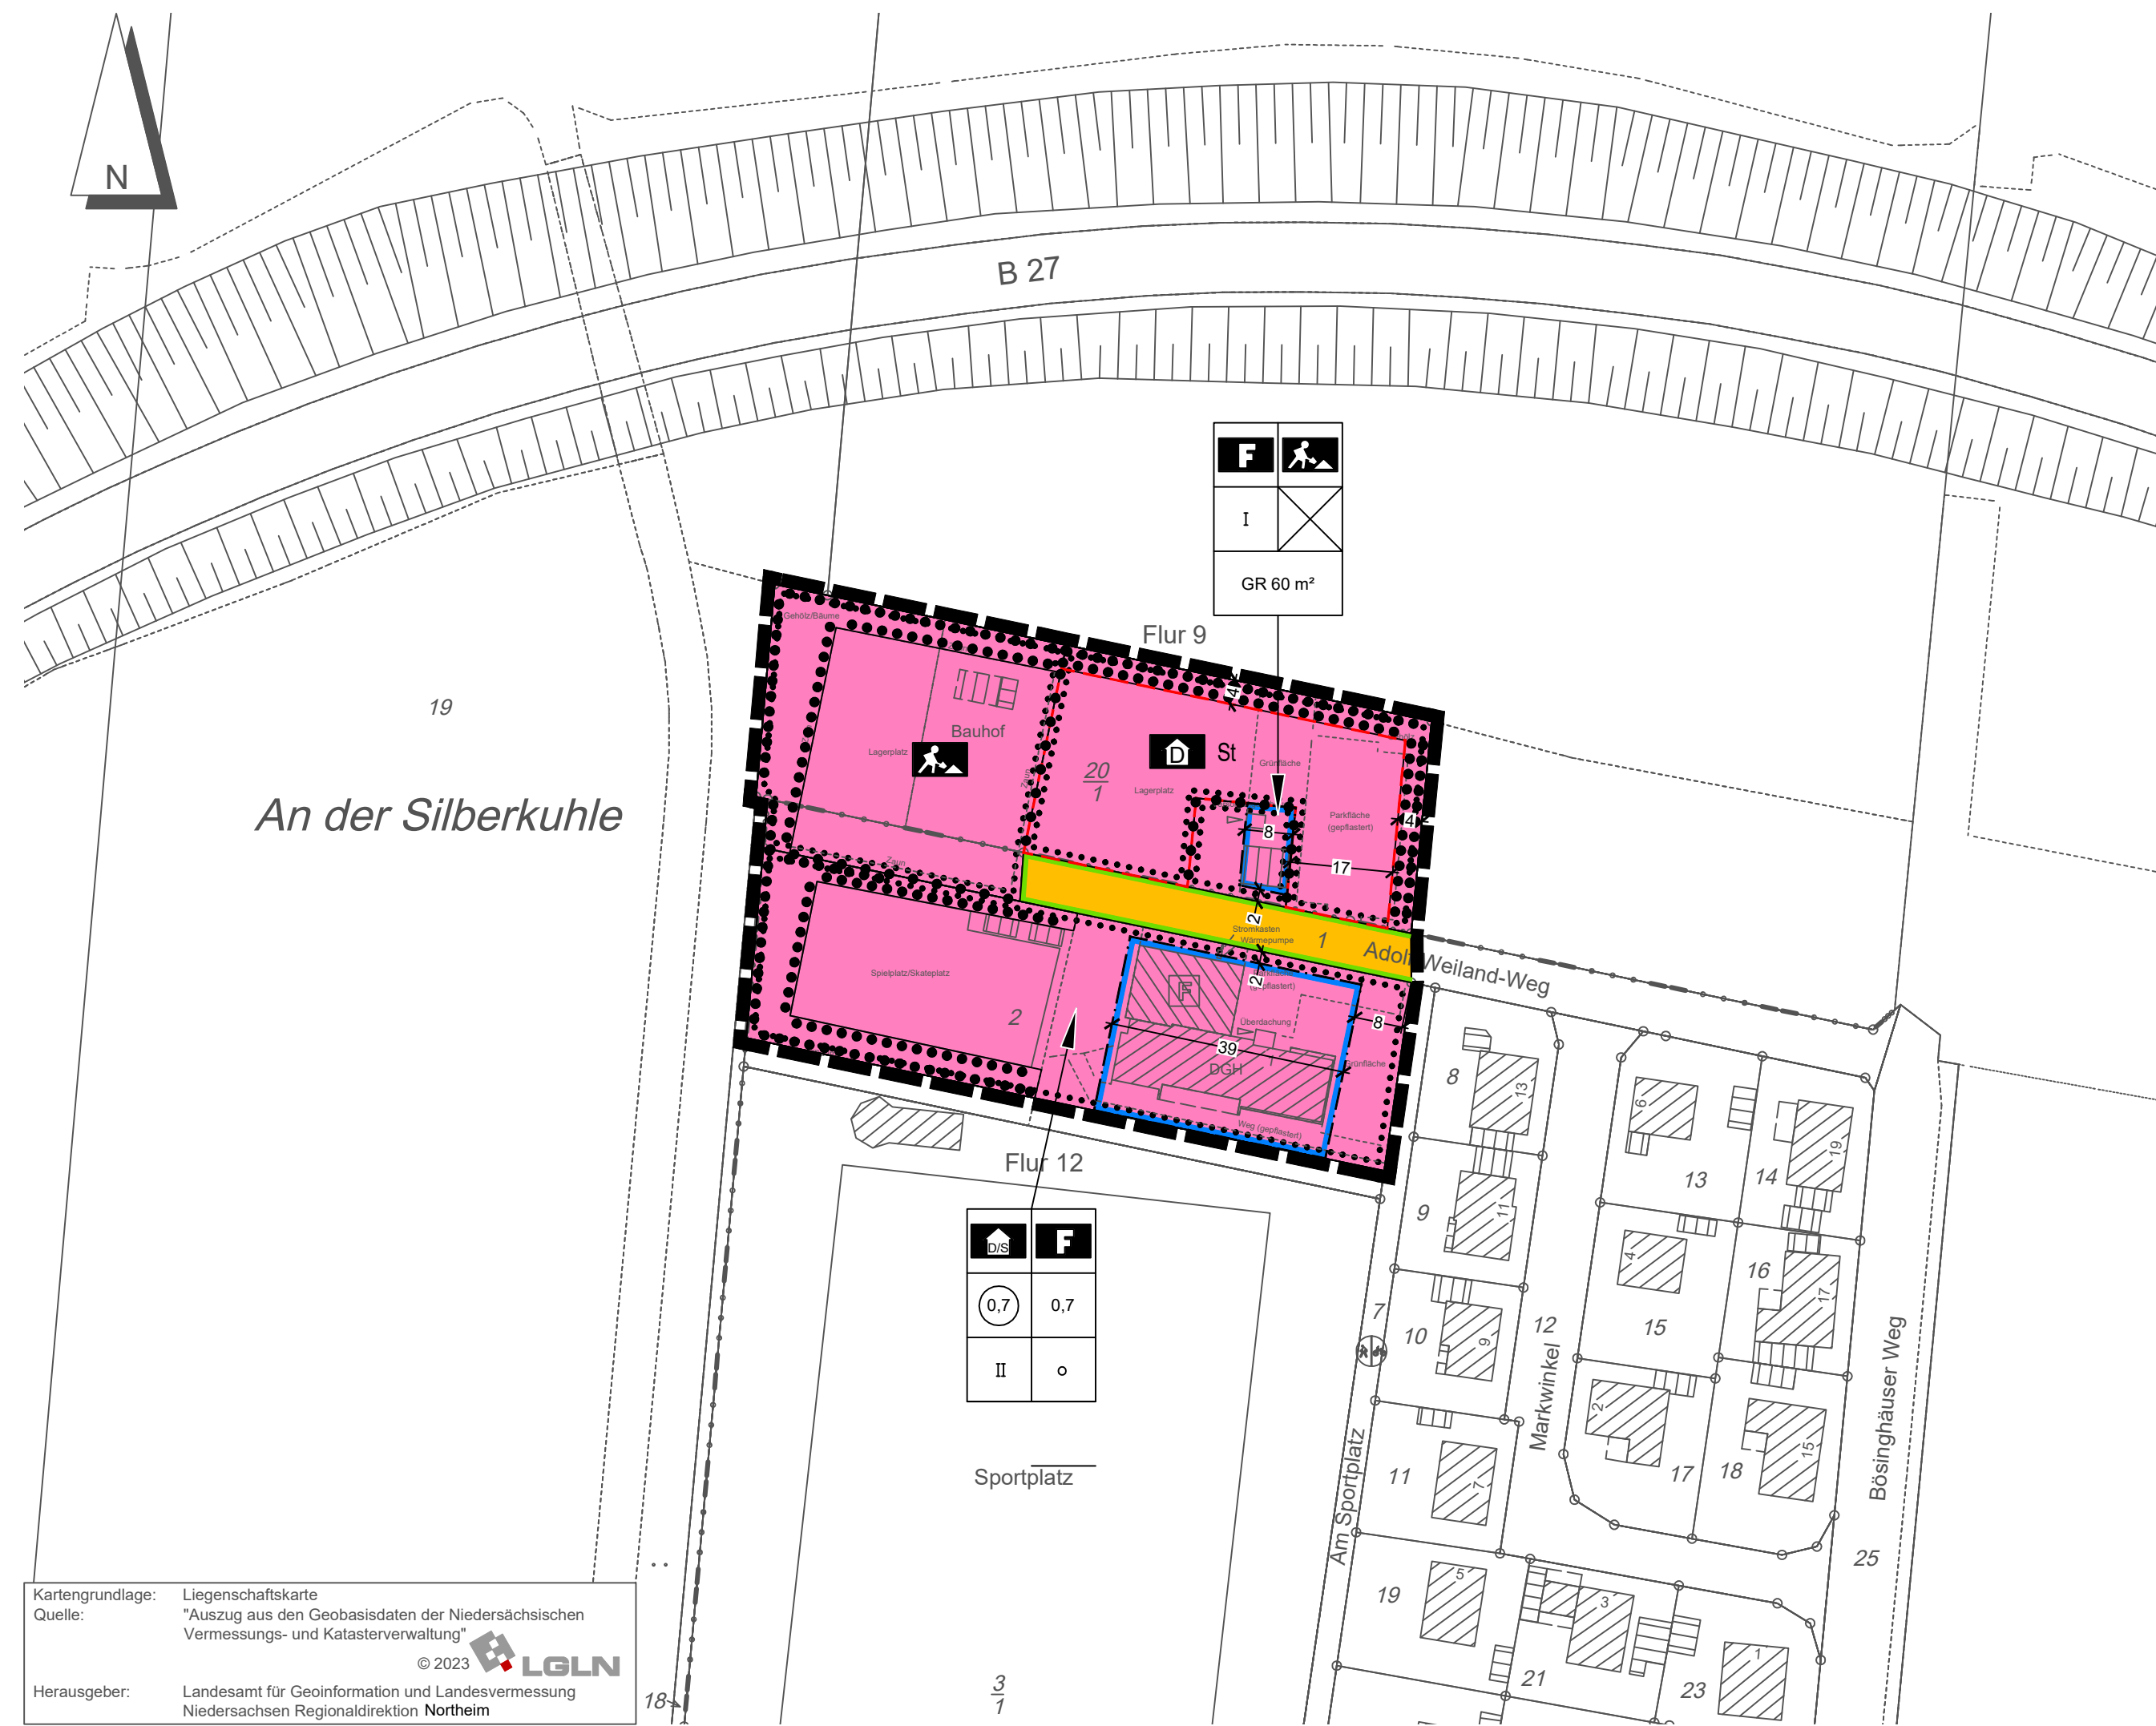 N
B 27
F
I
GR 60 m²
Flur 9
Gehölz/Bäume
4
19
Bauhof
Lagerplatz
D
St
Grünfläche
20
1
Lagerplatz
Zaun
Parkfläche
(gepflastert)
4
An der Silberkuhle
8
17
Zaun
2
Stromkasten
Wärmepumpe
1
Adolf-Weiland-Weg
Spielplatz/Skateplatz
2
F
2
Parkfläche
(gepflastert)
2
Überdachung
8
39
DGH
Grünfläche
Weg (gepflastert)
Flur 12
D/S
F
0,7
0,7
II
o
Sportplatz
3
1
18
7
Am Sportplatz
8
13
9
11
10
9
11
7
19
5
12
Markwinkel
6
13
14
19
4
15
16
17
2
17
18
15
3
21
1
23
Bösinghäuser Weg
25
Kartengrundlage: Liegenschaftskarte
Quelle: "Auszug aus den Geobasisdaten der Niedersächsischen
Vermessungs- und Katasterverwaltung"
© 2023 LGLN
Herausgeber: Landesamt für Geoinformation und Landesvermessung
Niedersachsen Regionaldirektion Northeim